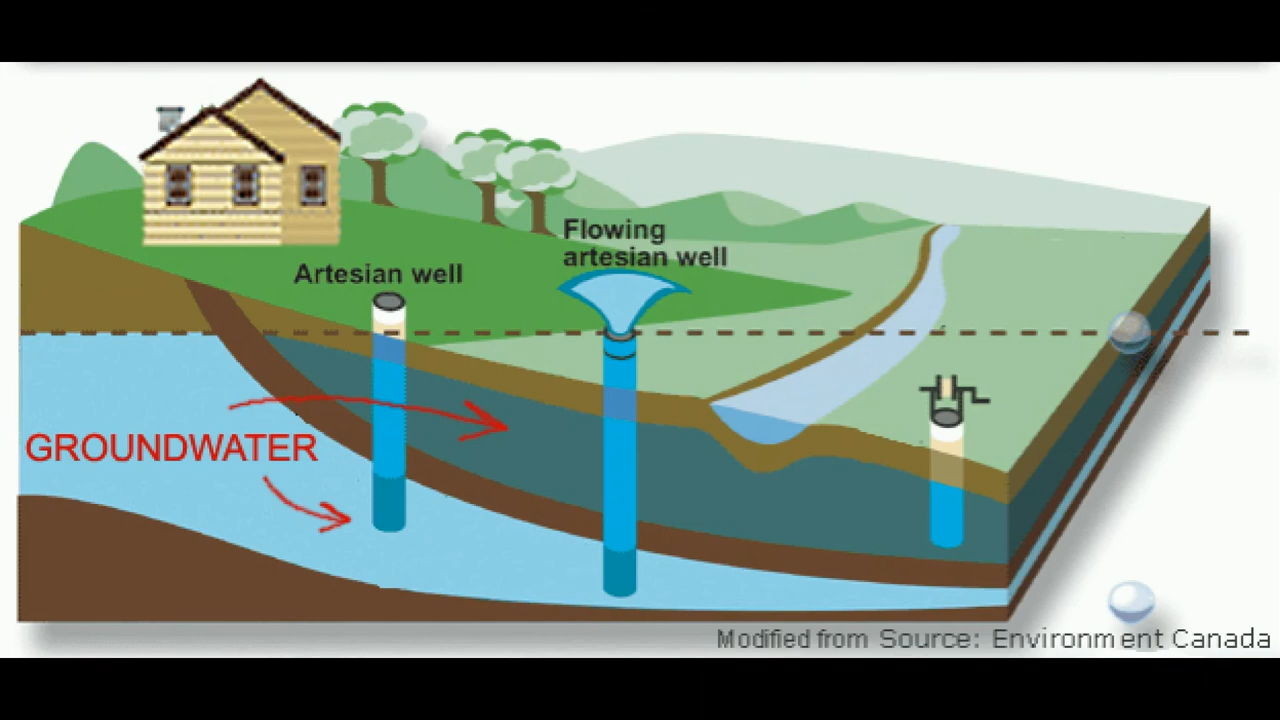 Flowing
artesian well
Artesian well
GROUNDWATER
Modified from Source: Environment Canada